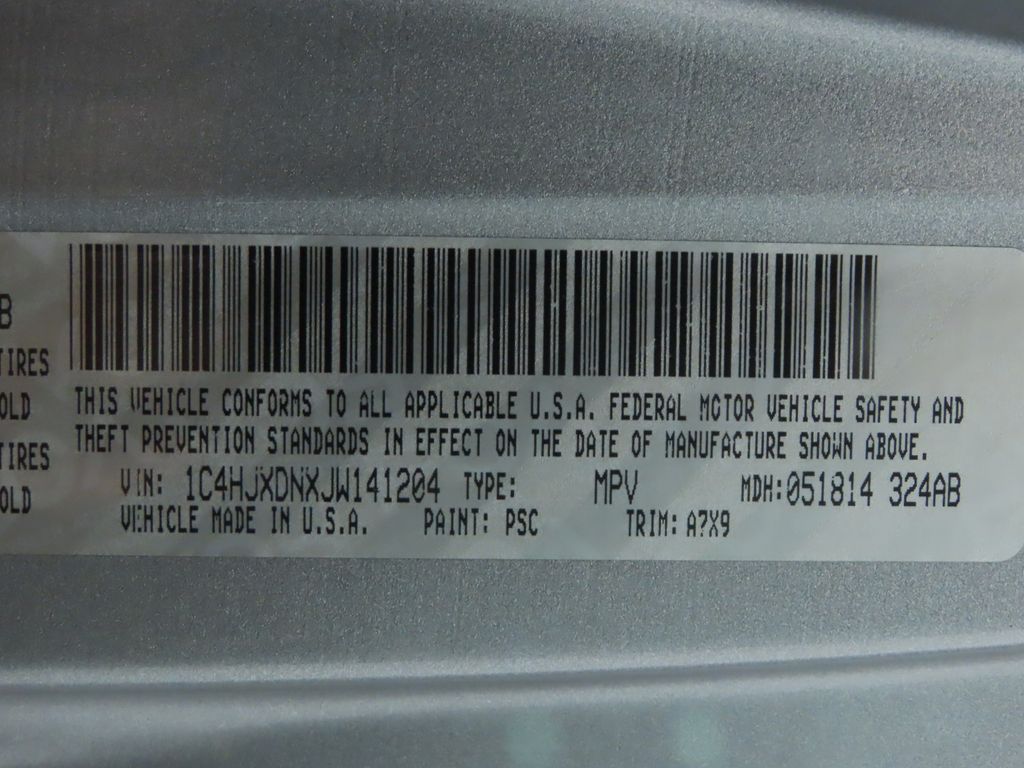 B
TIRES
OLD
TIRES
OLD
THIS VEHICLE CONFORMS TO ALL APPLICABLE U.S.A. FEDERAL MOTOR VEHICLE SAFETY AND
THEFT PREVENTION STANDARDS IN EFFECT ON THE DATE OF MANUFACTURE SHOWN ABOVE.
VIN: 1C4HJXDNXJW141204 TYPE: MPV MDH:051814 324AB
VEHICLE MADE IN U.S.A. PAINT: PSC TRIM: A7X9